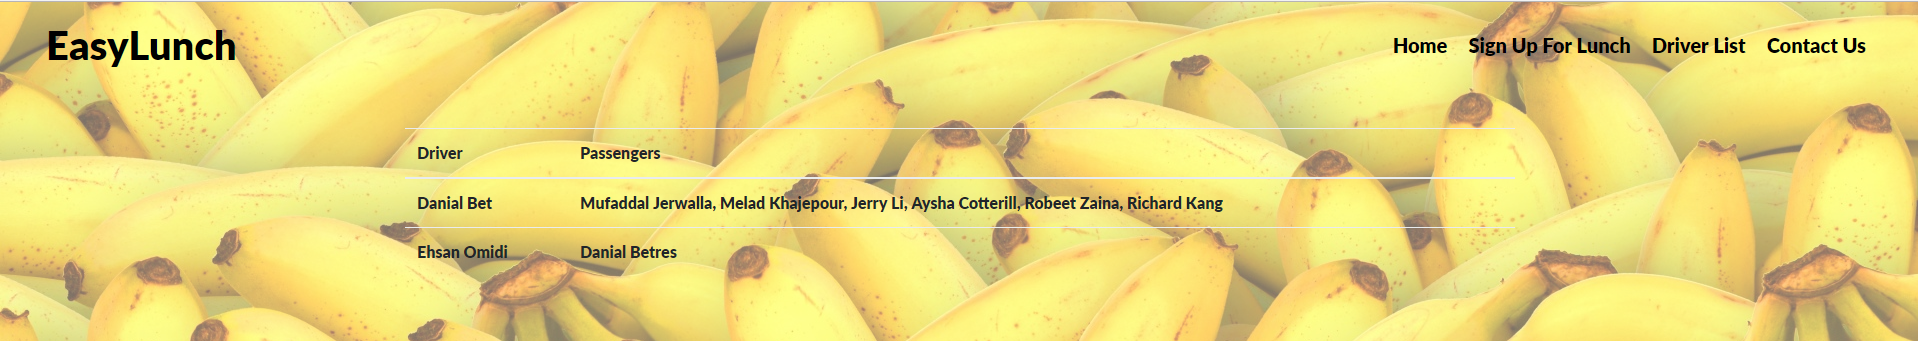 EasyLunch
Home Sign Up For Lunch Driver List Contact Us
Driver Passengers
Danial Bet Mufaddal Jerwalla, Melad Khajepour, Jerry Li, Aysha Cotterill, Robeet Zaina, Richard Kang
Ehsan Omidi Danial Betres